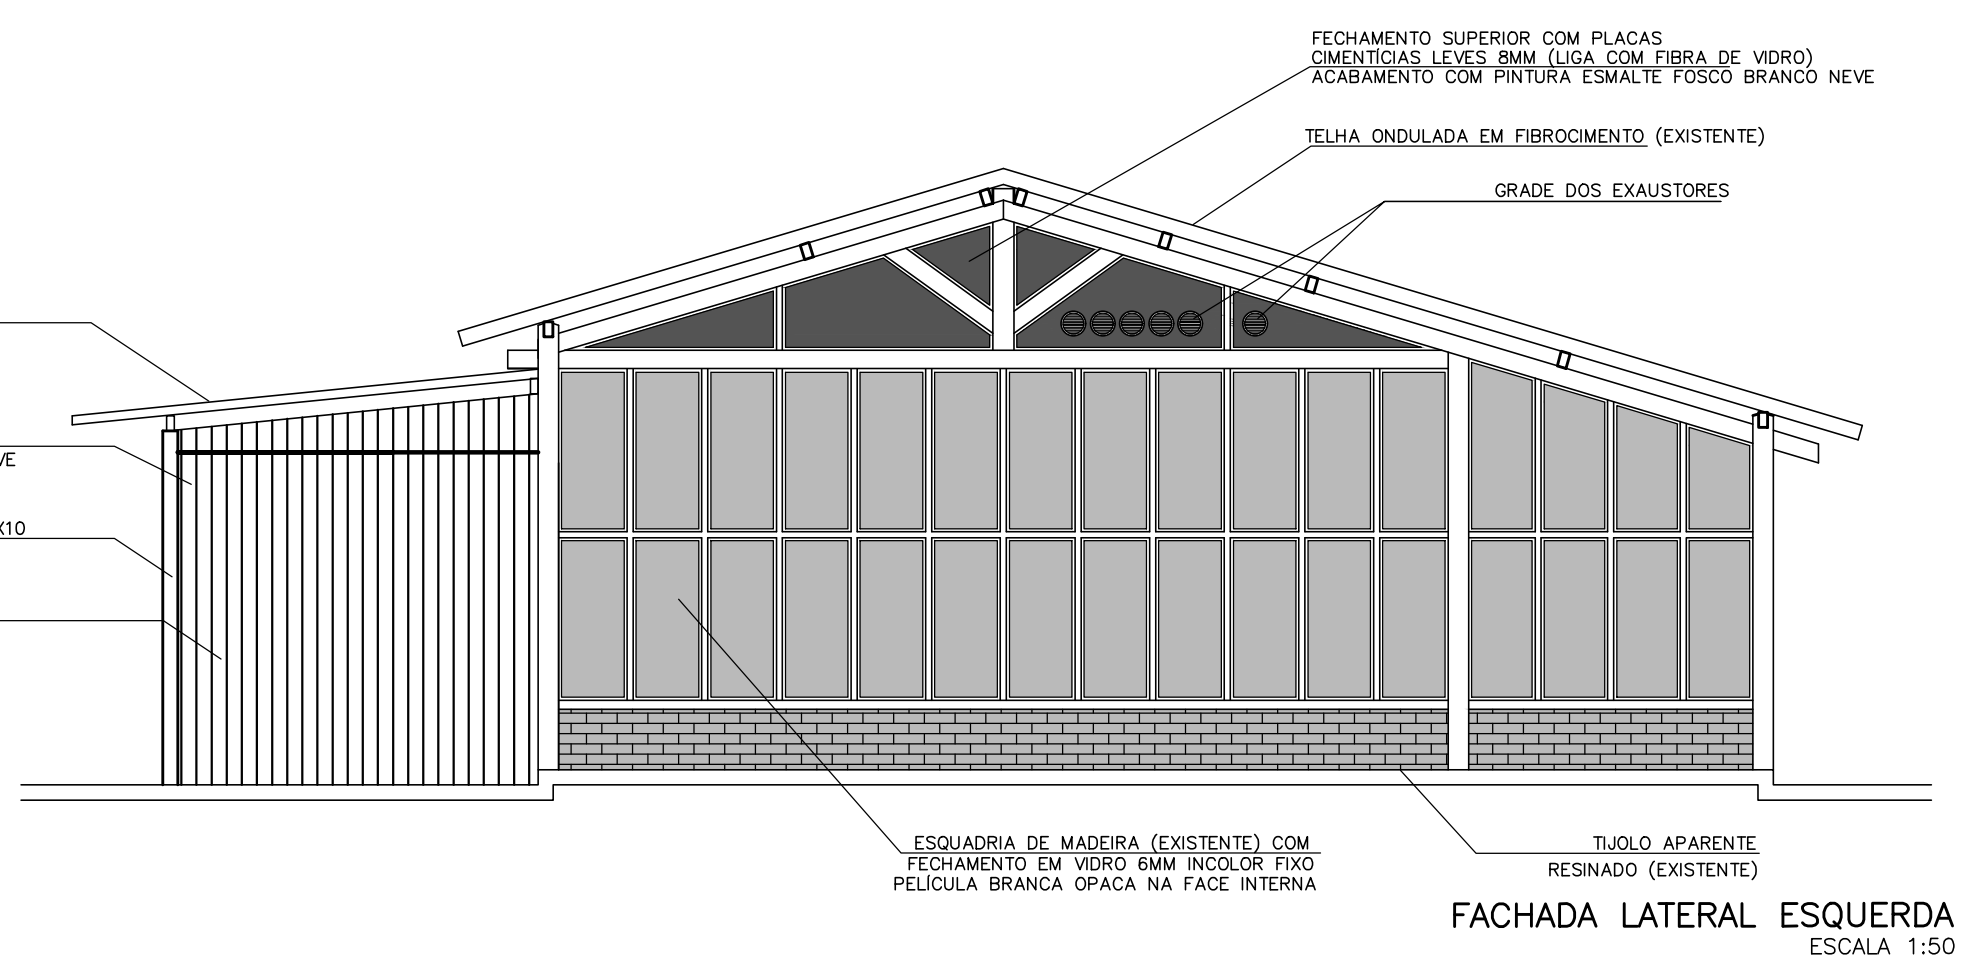 FECHAMENTO SUPERIOR COM PLACAS
CIMENTÍCIAS LEVES 8MM (LIGA COM FIBRA DE VIDRO)
ACABAMENTO COM PINTURA ESMALTE FOSCO BRANCO NEVE
TELHA ONDULADA EM FIBROCIMENTO (EXISTENTE)
GRADE DOS EXAUSTORES
VE
X10
ESQUADRIA DE MADEIRA (EXISTENTE) COM
FECHAMENTO EM VIDRO 6MM INCOLOR FIXO
PELÍCULA BRANCA OPACA NA FACE INTERNA
TIJOLO APARENTE
RESINADO (EXISTENTE)
FACHADA LATERAL ESQUERDA
ESCALA 1:50